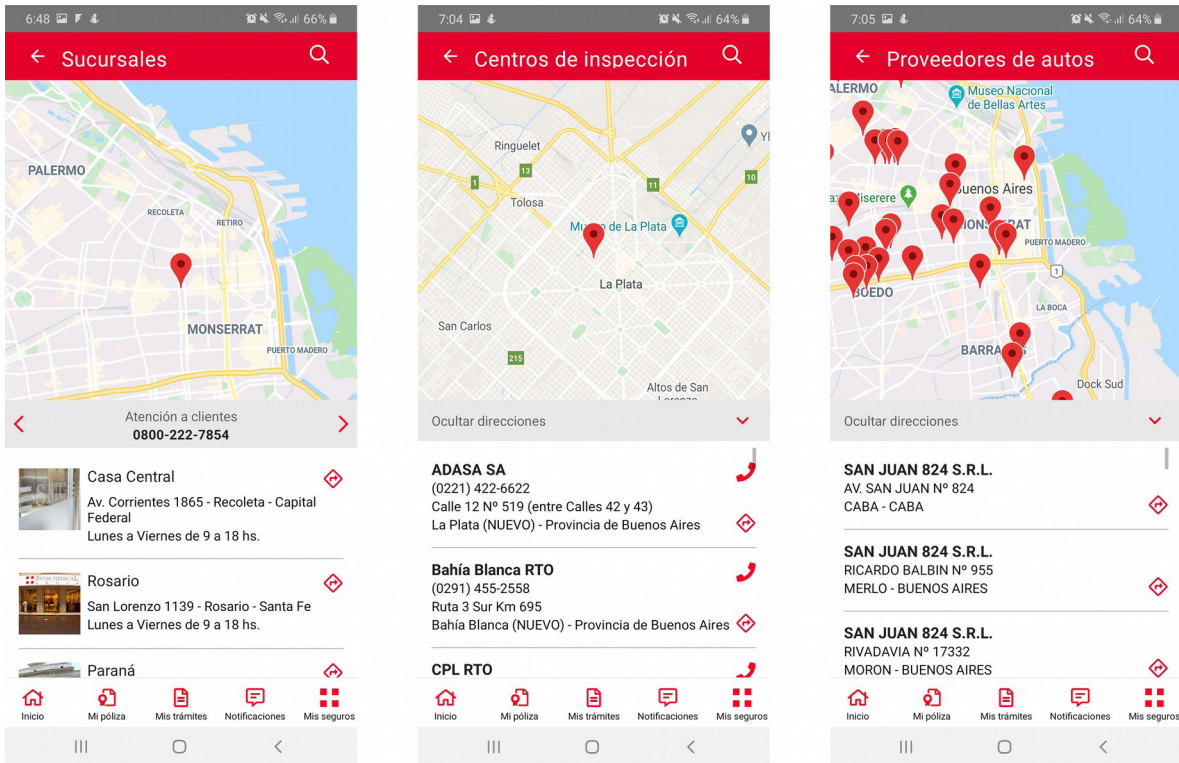 6:48
66%
Sucursales
PALERMO
RECOLETA
RETIRO
MONSERRAT
PUERTO MADERO
Atención a clientes
0800-222-7854
Casa Central
Av. Corrientes 1865 - Recoleta - Capital
Federal
Lunes a Viernes de 9 a 18 hs.
SWISS MEDICAL
Rosario
San Lorenzo 1139 - Rosario - Santa Fe
Lunes a Viernes de 9 a 18 hs.
Paraná
Inicio
Mi póliza
Mis trámites
Notificaciones
Mis seguros
7:04
64%
Centros de inspección
Ringuelet
13
1
11
10
Tolosa
de La Plata
La Plata
San Carlos
215
Altos de San
Lorenzo
Ocultar direcciones
ADASA SA
(0221) 422-6622
Calle 12 Nº 519 (entre Calles 42 y 43)
La Plata (NUEVO) - Provincia de Buenos Aires
Bahía Blanca RTO
(0291) 455-2558
Ruta 3 Sur Km 695
Bahía Blanca (NUEVO) - Provincia de Buenos Aires
CPL RTO
Inicio
Mi póliza
Mis trámites
Notificaciones
Mis seguros
7:05
64%
Proveedores de autos
Museo Nacional
de Bellas Artes
Buenos Aires
PUERTO MADERO
1
LA BOCA
Dock Sud
Ocultar direcciones
SAN JUAN 824 S.R.L.
AV. SAN JUAN Nº 824
CABA - CABA
SAN JUAN 824 S.R.L.
RICARDO BALBIN Nº 955
MERLO - BUENOS AIRES
SAN JUAN 824 S.R.L.
RIVADAVIA Nº 17332
MORON - BUENOS AIRES
Inicio
Mi póliza
Mis trámites
Notificaciones
Mis seguros